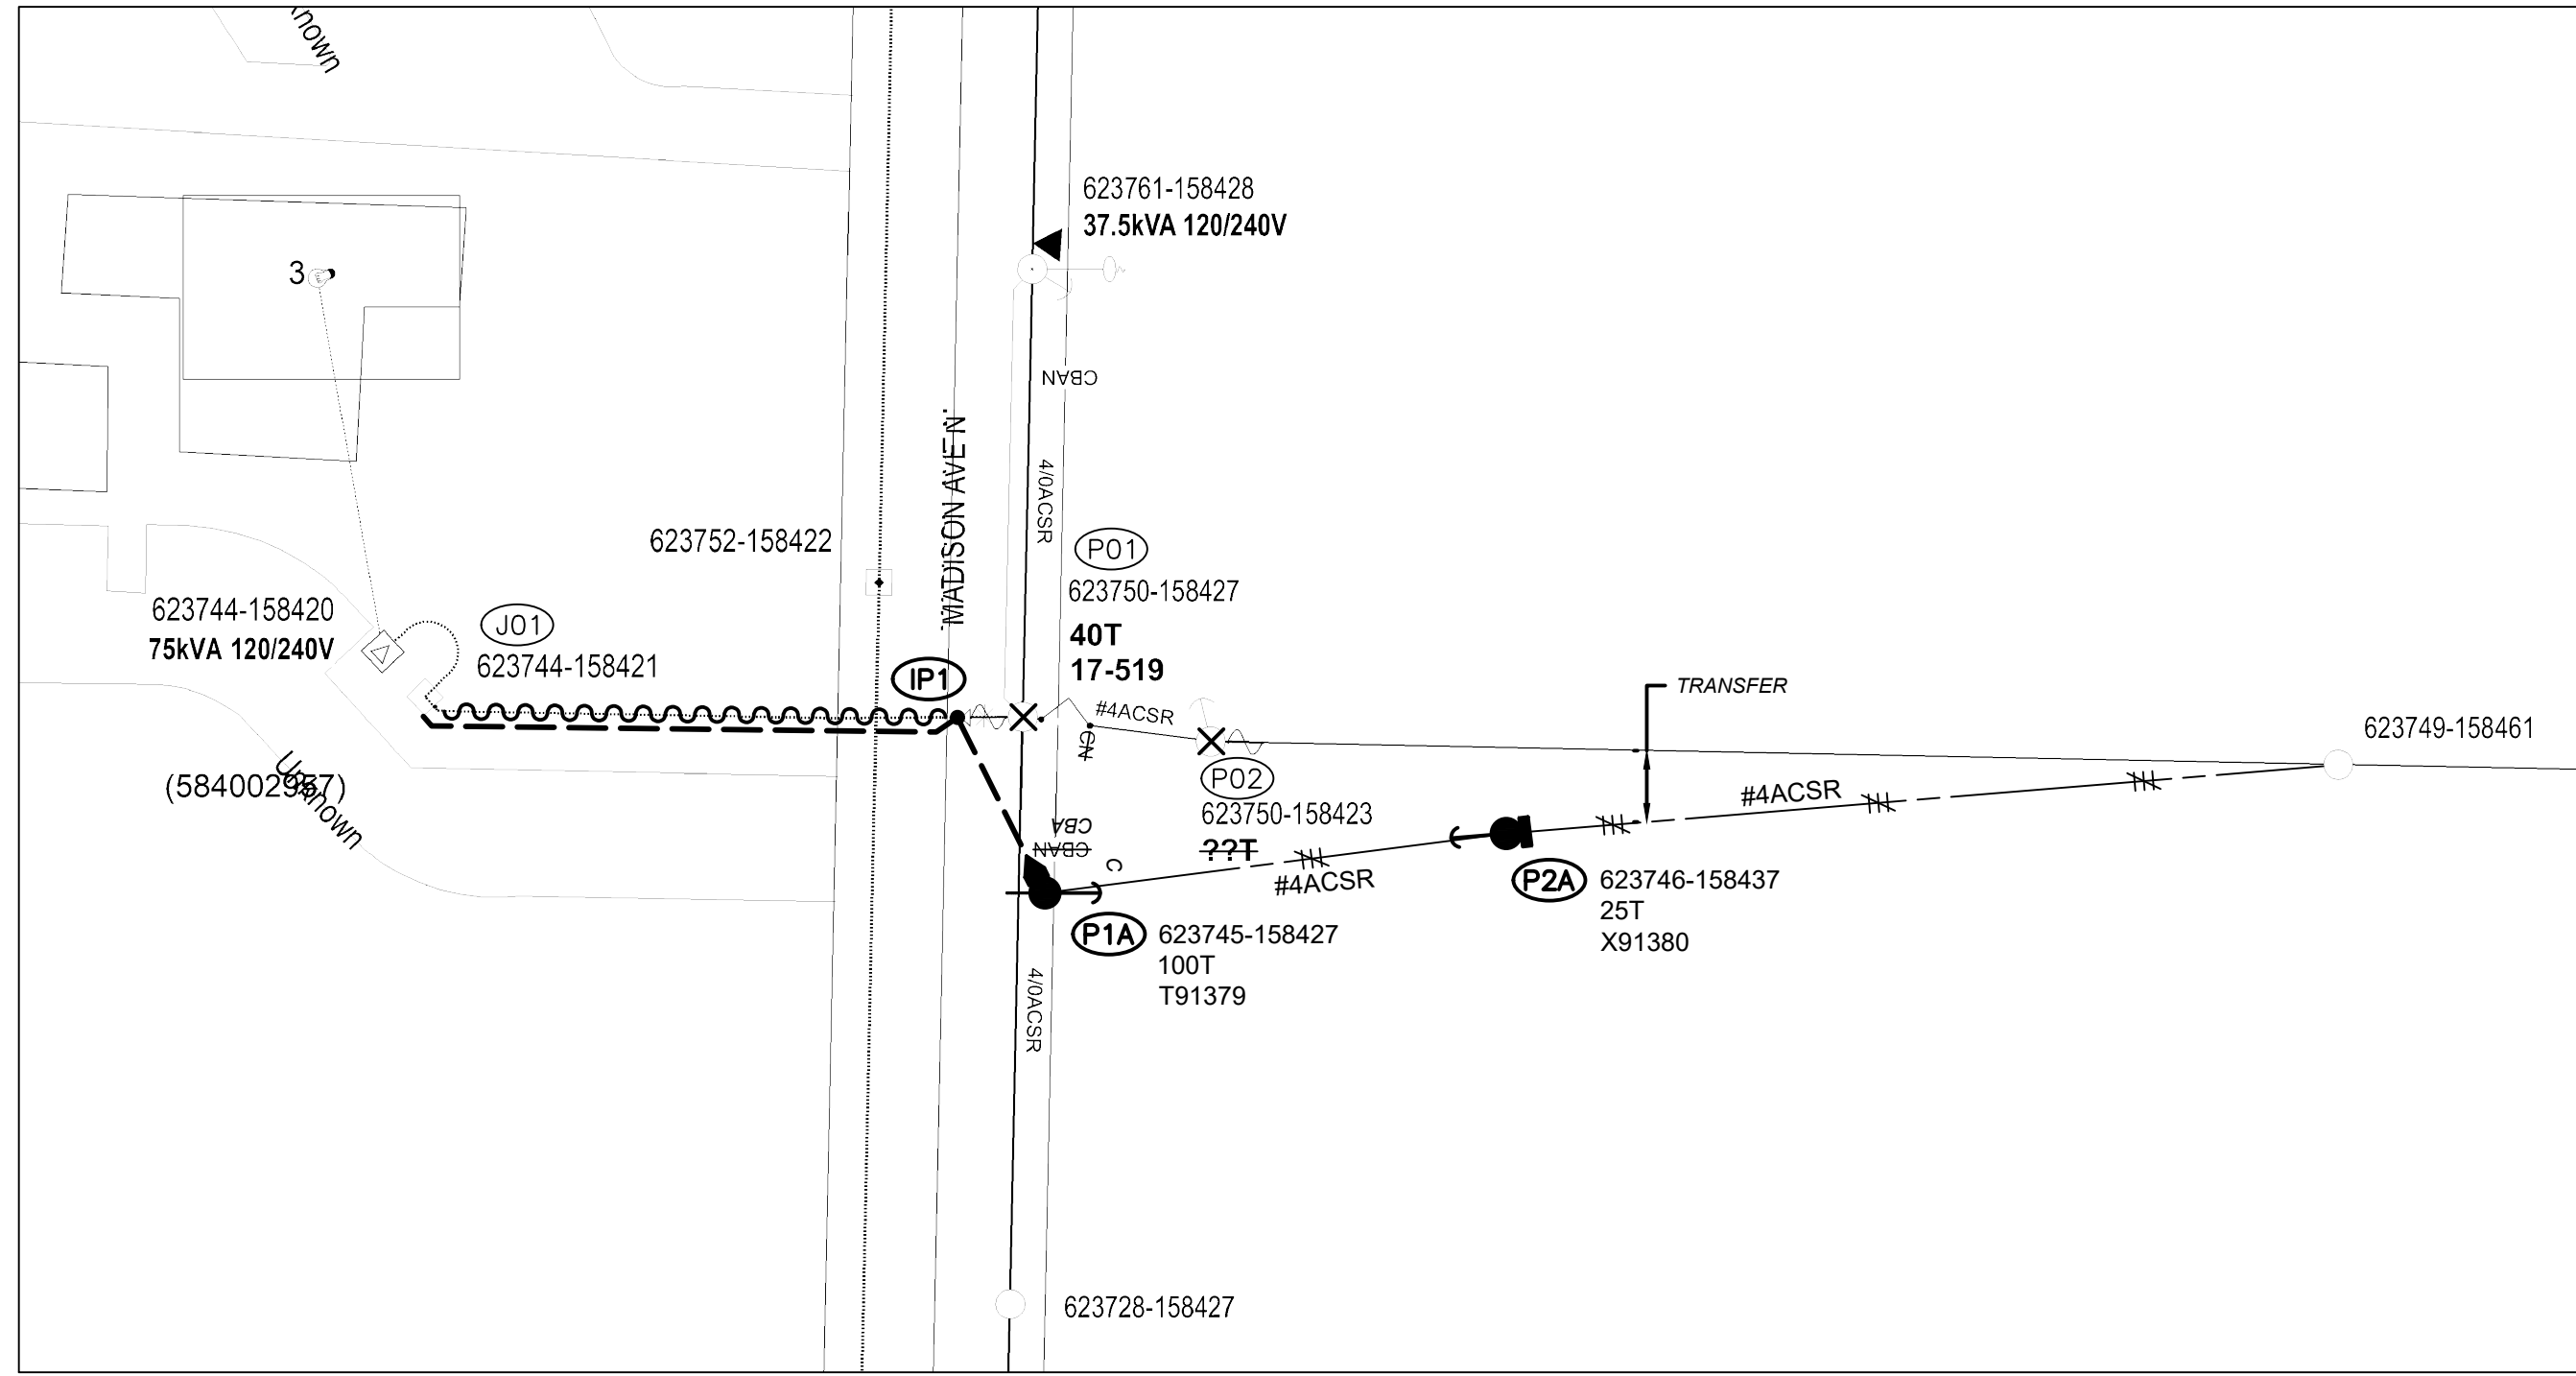 Unknown
623761-158428
37.5kVA 120/240V
3
CBAN
MADISON AVE N
4/0ACSR
623752-158422
P01
623750-158427
40T
17-519
623744-158420
75kVA 120/240V
J01
623744-158421
IP1
#4ACSR
CN
TRANSFER
623749-158461
(584002957)
Unknown
P02
623750-158423
??T
CBA
CBAN
C
#4ACSR
#4ACSR
P2A
623746-158437
25T
X91380
P1A
623745-158427
100T
T91379
4/0ACSR
623728-158427